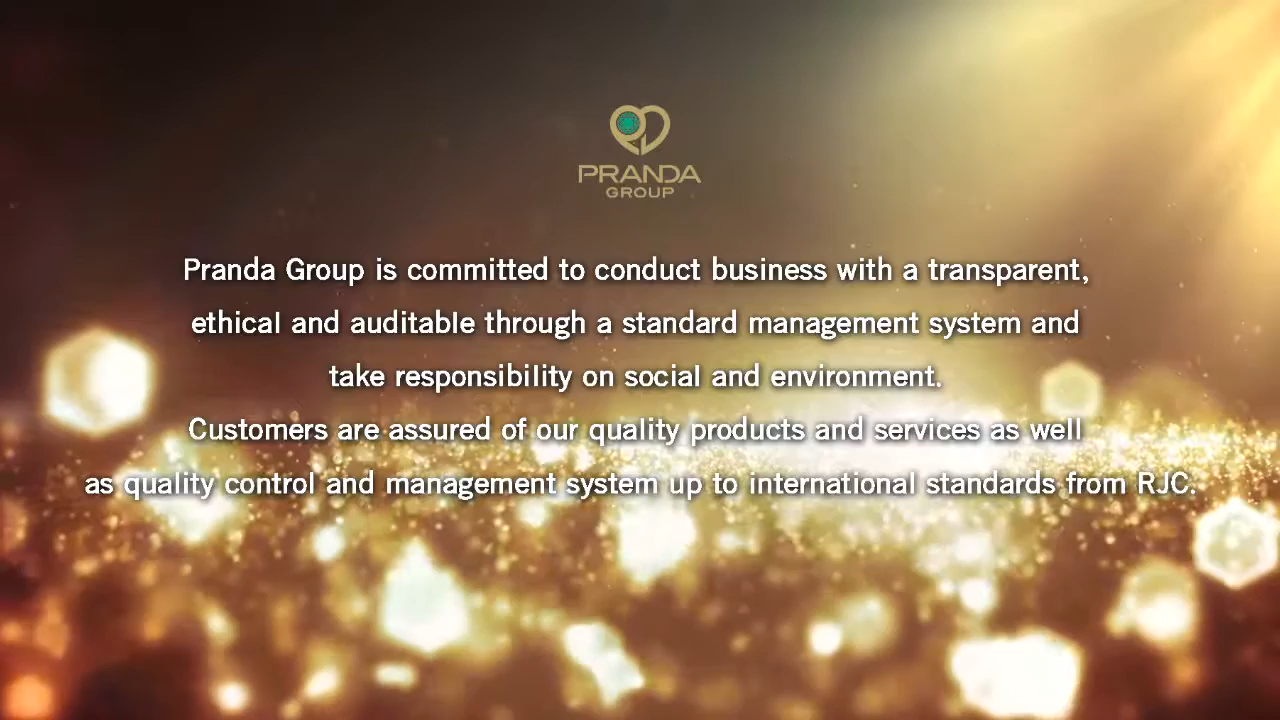 PRANDA
GROUP
Pranda Group is committed to conduct business with a transparent,
ethical and auditable through a standard management system and
take responsibility on social and environment.
Customers are assured of our quality products and services as well
as quality control and management system up to international standards from RJC.